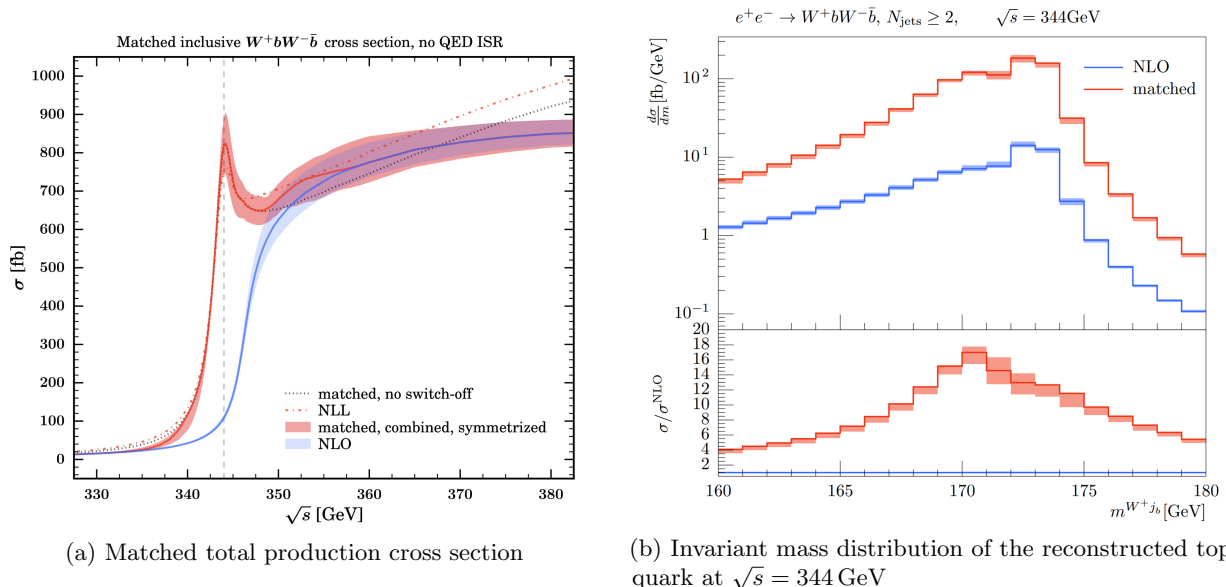 Matched inclusive W⁺bW⁻b̄ cross section, no QED ISR
1000
900
800
700
600
500
400
300
200
100
0
σ [fb]
matched, no switch-off
NLL
matched, combined, symmetrized
NLO
330 340 350 360 370 380
√s [GeV]
(a) Matched total production cross section
e⁺e⁻ → W⁺bW⁻b̄, N_jets ≥ 2, √s = 344GeV
dσ/dm [fb/GeV]
10²
10¹
1
10⁻¹
NLO
matched
σ/σ^NLO
20
18
16
14
12
10
8
6
4
2
160 165 170 175 180
m^{W⁺j_b}[GeV]
(b) Invariant mass distribution of the reconstructed top
quark at √s = 344 GeV